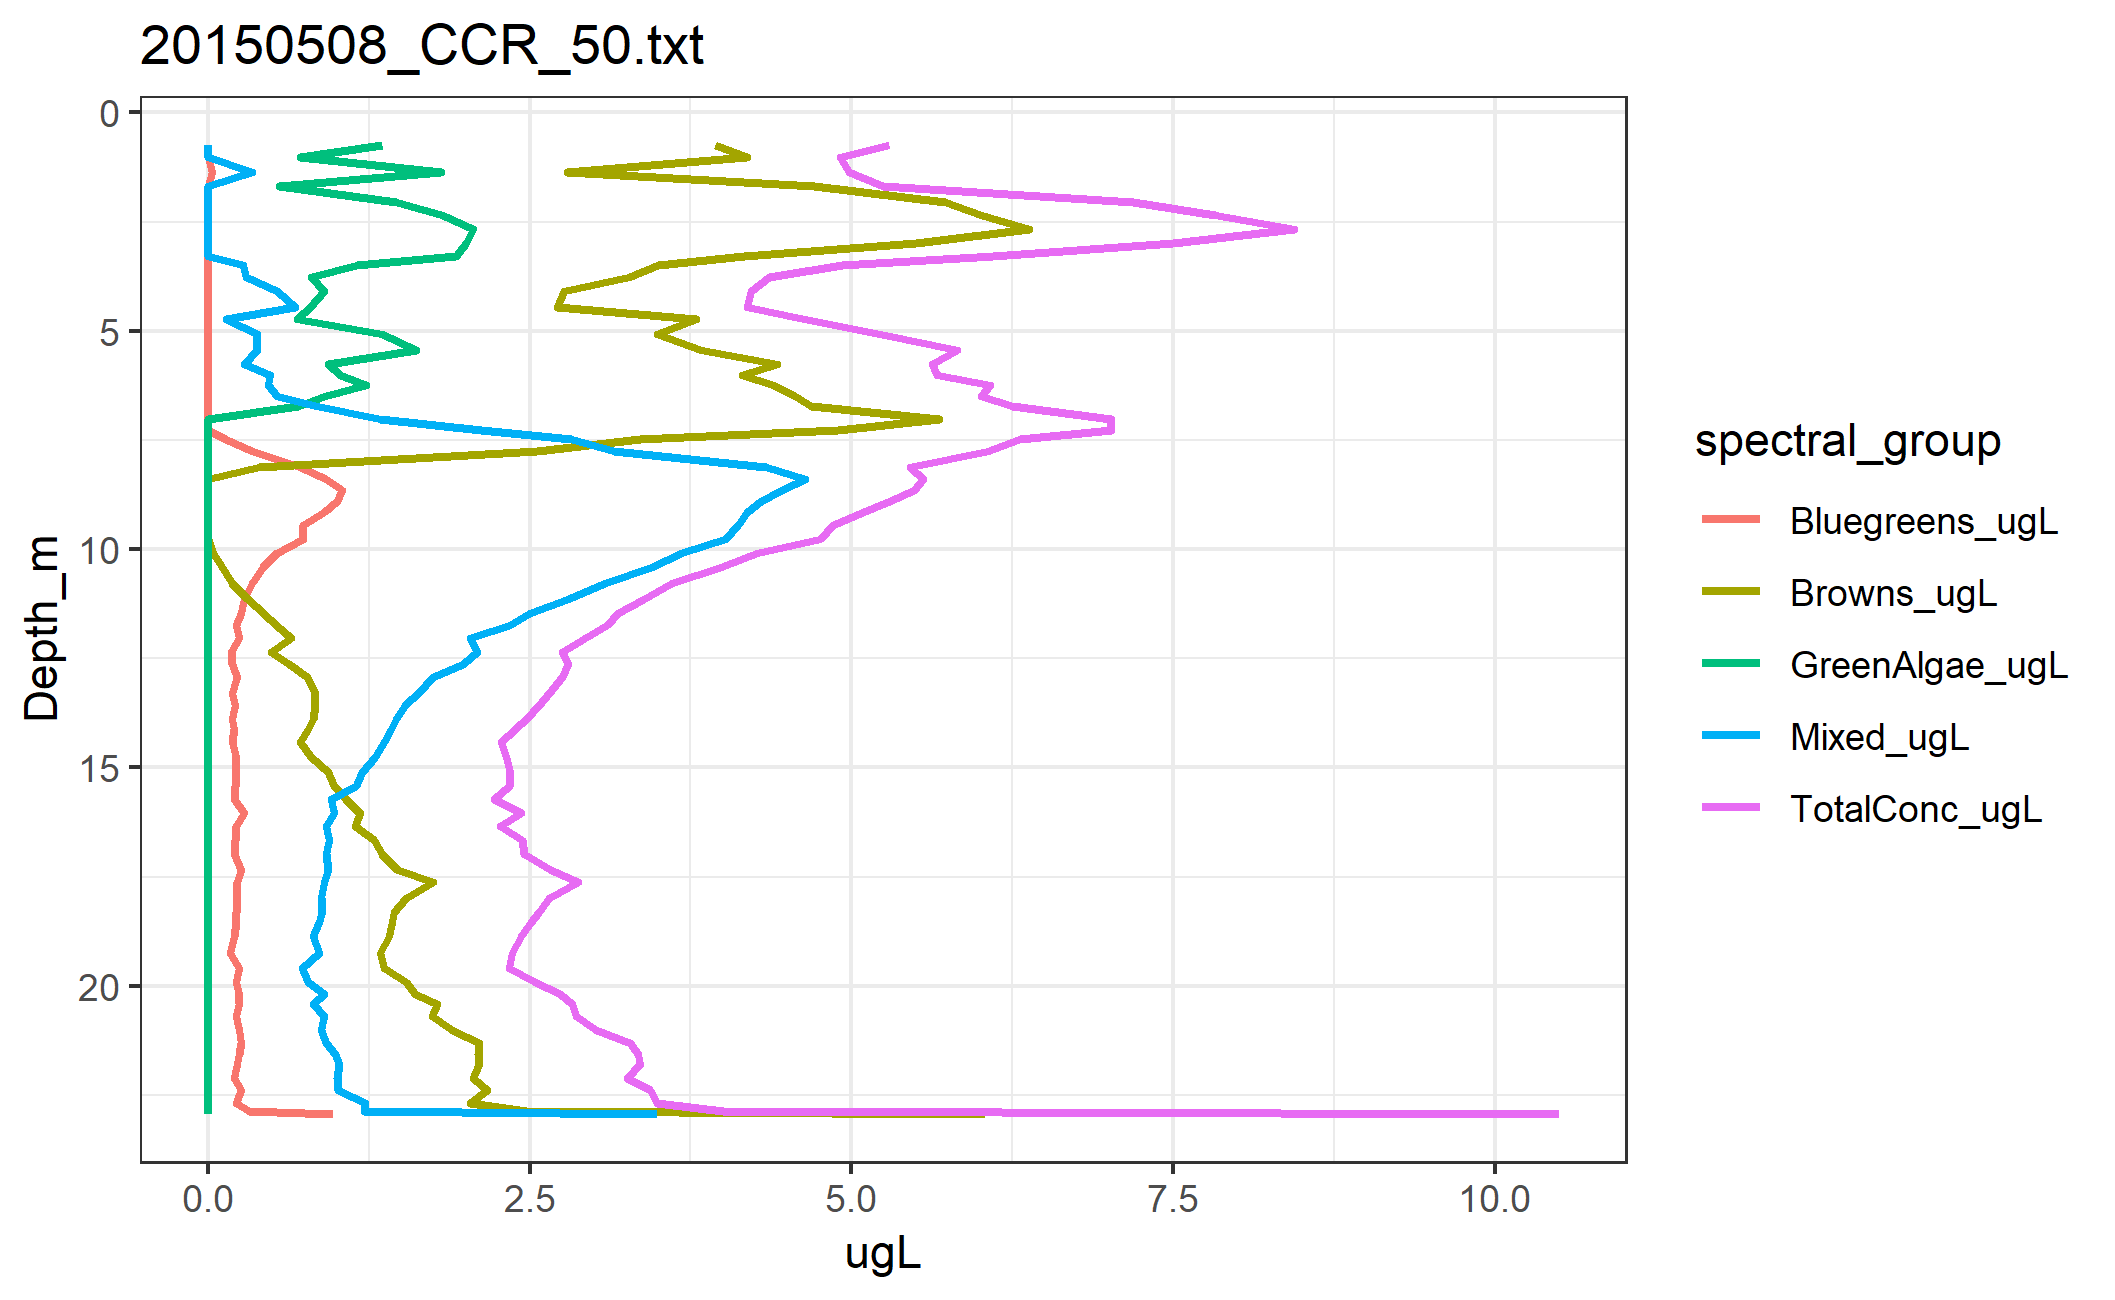 20150508_CCR_50.txt
0
5
10
15
20
Depth_m
0.0 2.5 5.0 7.5 10.0
ugL
spectral_group
Bluegreens_ugL
Browns_ugL
GreenAlgae_ugL
Mixed_ugL
TotalConc_ugL